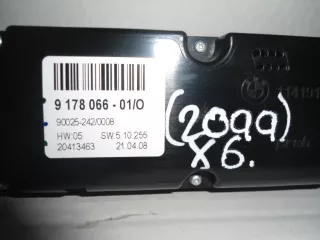 9 178 066 - 01/O
90025-242/0008
HW:05 SW:5.10.255
20413463 21.04.08
(2099)
X6.